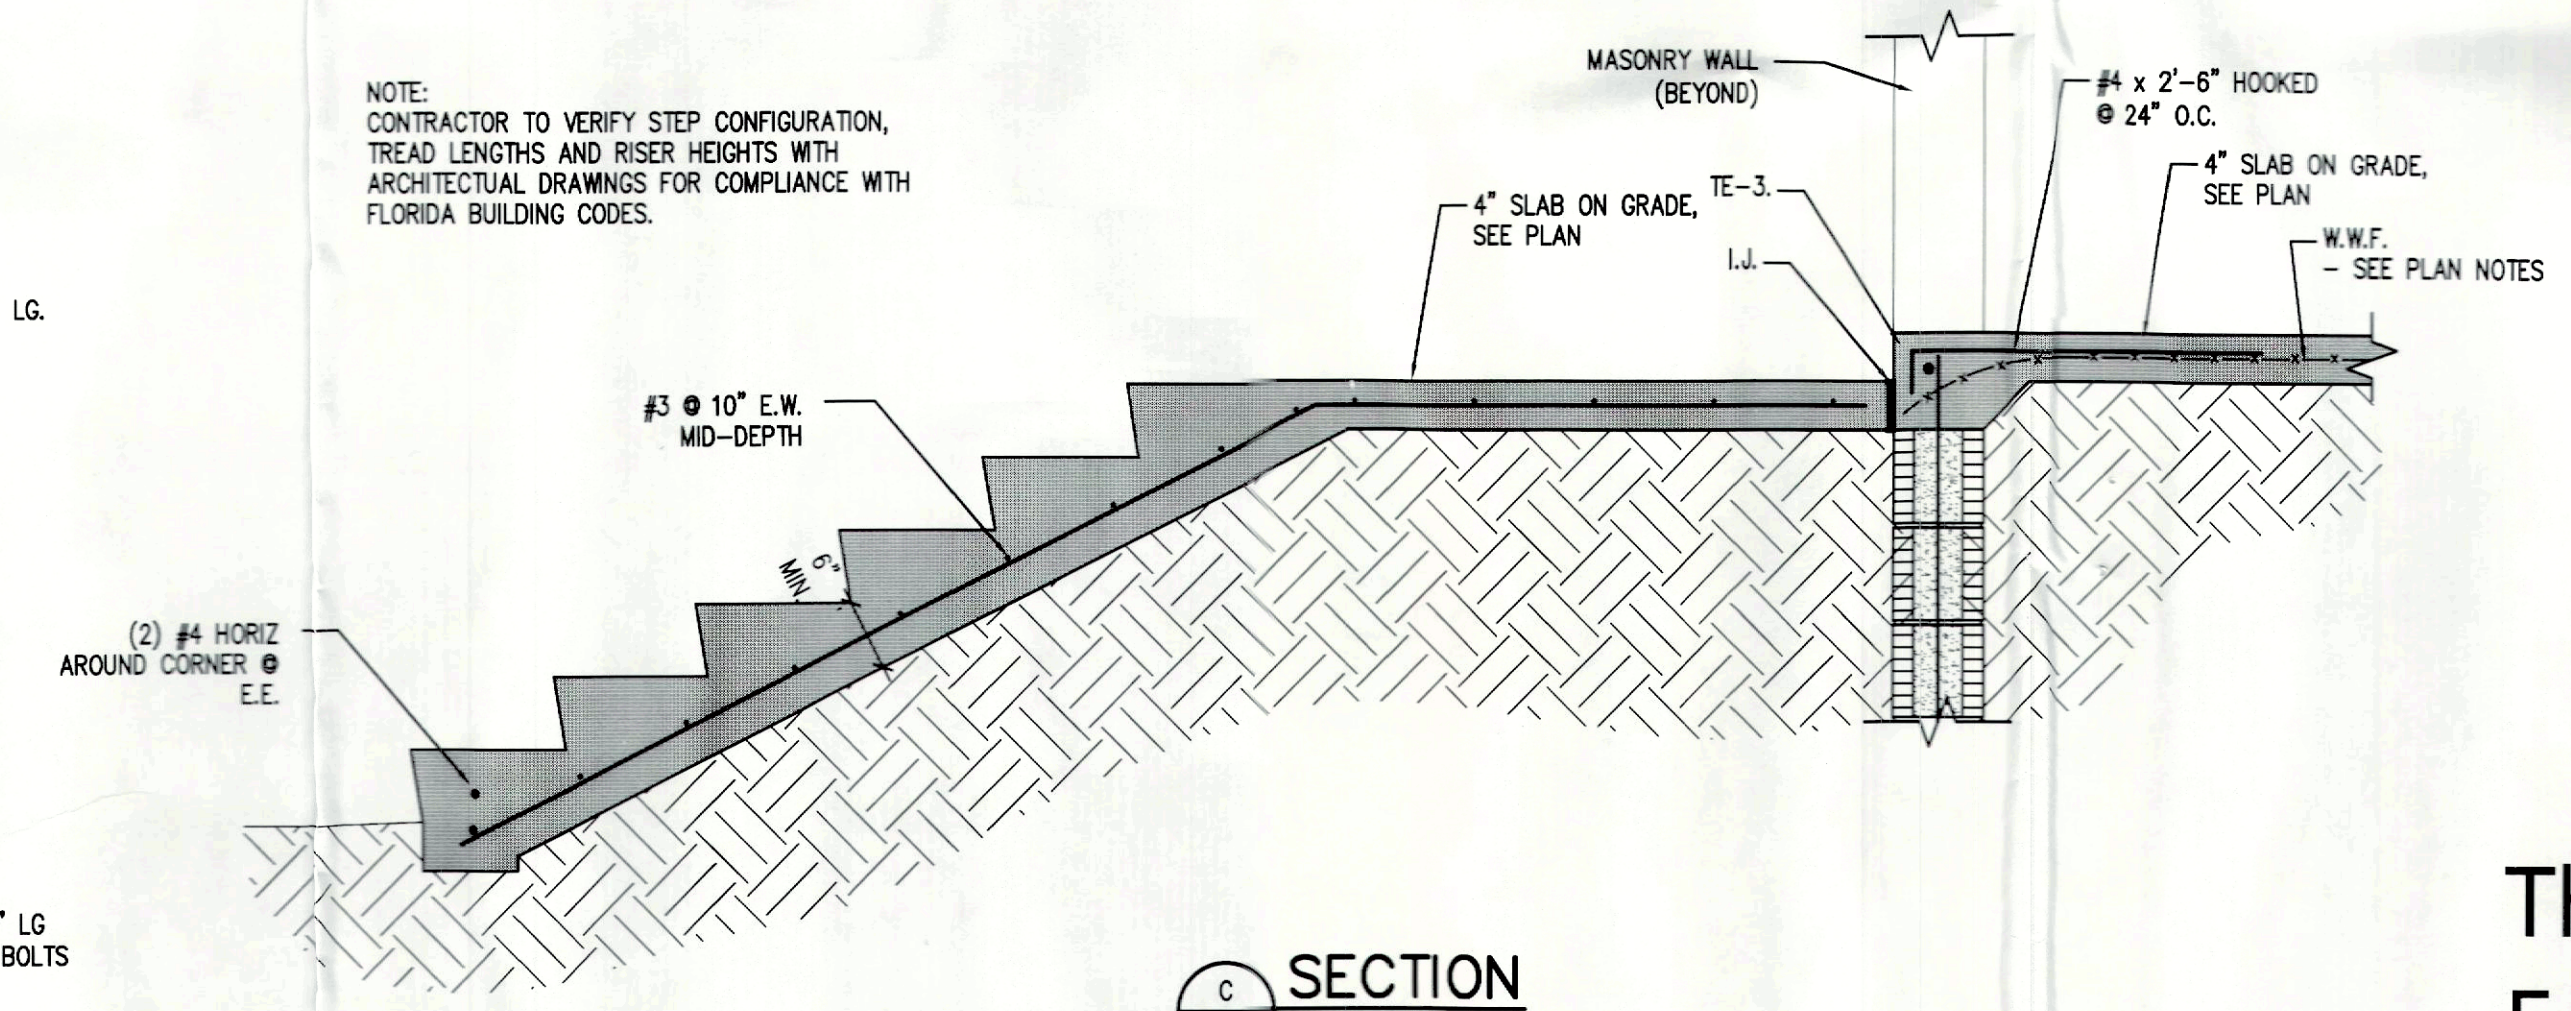 NOTE:
CONTRACTOR TO VERIFY STEP CONFIGURATION,
TREAD LENGTHS AND RISER HEIGHTS WITH
ARCHITECTUAL DRAWINGS FOR COMPLIANCE WITH
FLORIDA BUILDING CODES.
MASONRY WALL
(BEYOND)
#4 x 2'-6" HOOKED
@ 24" O.C.
4" SLAB ON GRADE,
SEE PLAN
TE-3.
4" SLAB ON GRADE,
SEE PLAN
I.J.
W.W.F.
- SEE PLAN NOTES
LG.
#3 @ 10" E.W.
MID-DEPTH
6"
MIN
(2) #4 HORIZ
AROUND CORNER @
E.E.
" LG
BOLTS
C
SECTION